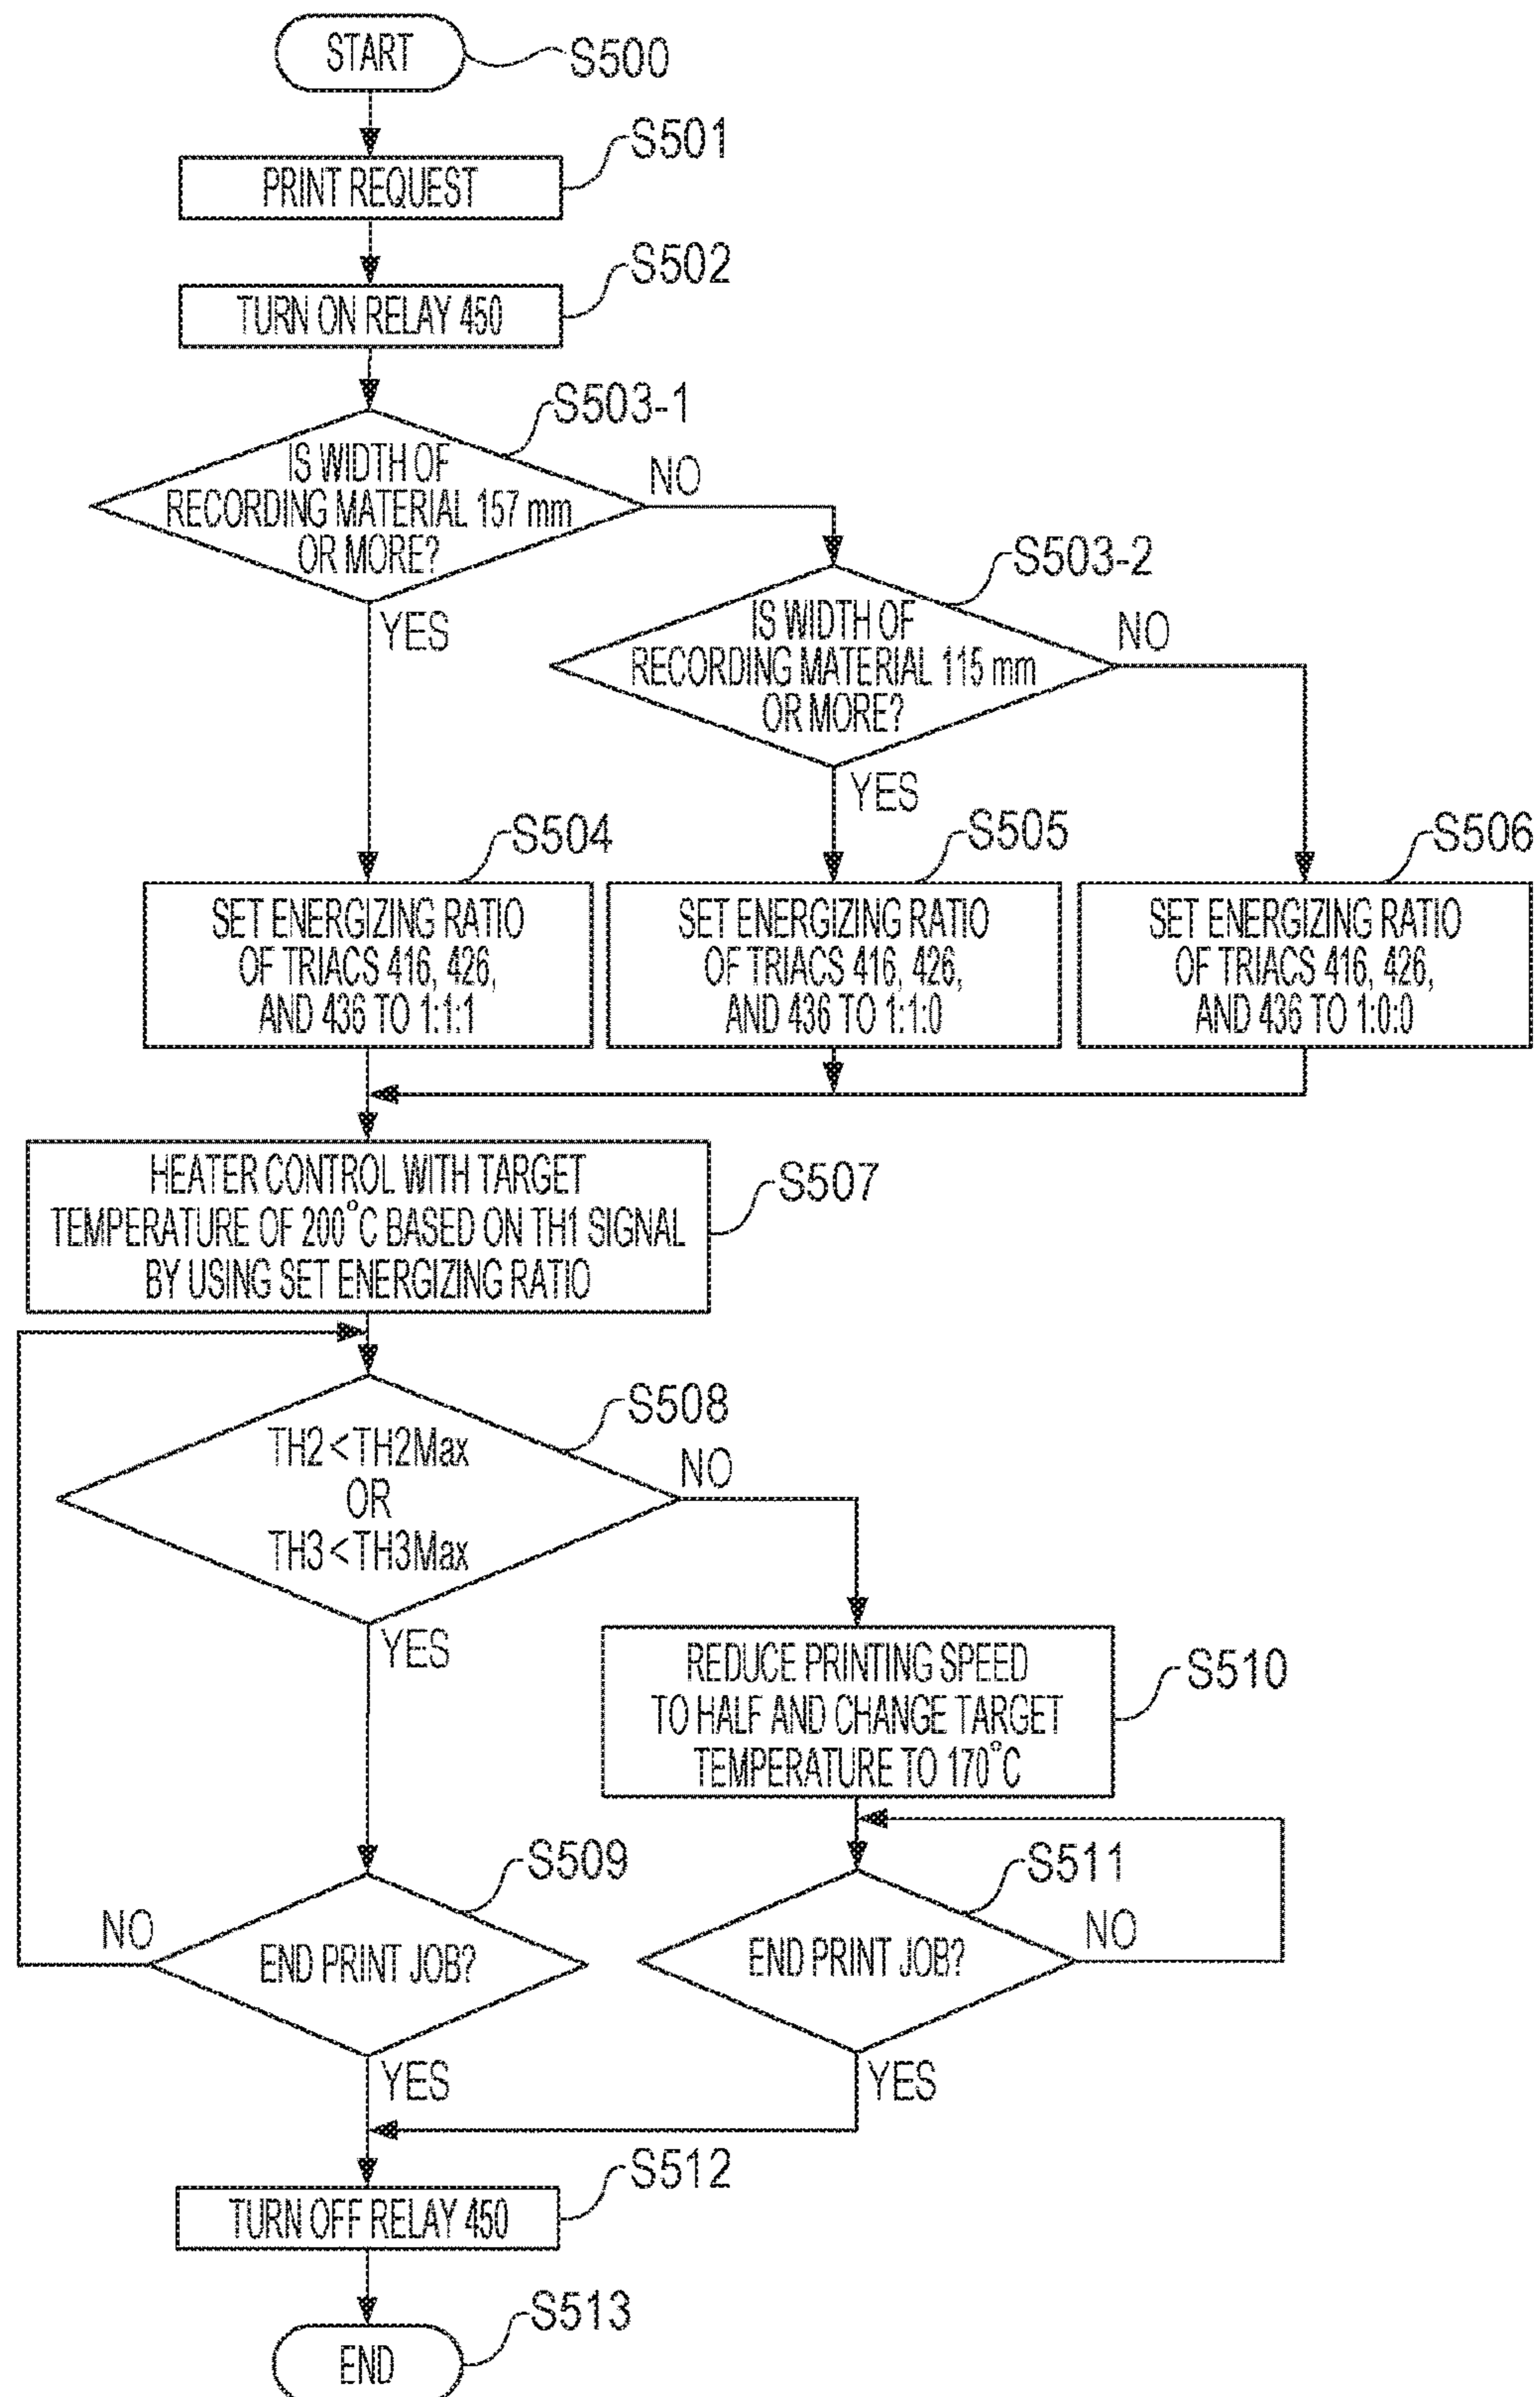 START
S500
S501
PRINT REQUEST
S502
TURN ON RELAY 450
S503-1
IS WIDTH OF
RECORDING MATERIAL 157 mm
OR MORE?
NO
YES
S503-2
IS WIDTH OF
RECORDING MATERIAL 115 mm
OR MORE?
NO
YES
S504
SET ENERGIZING RATIO
OF TRIACS 416, 426,
AND 436 TO 1:1:1
S505
SET ENERGIZING RATIO
OF TRIACS 416, 426,
AND 436 TO 1:1:0
S506
SET ENERGIZING RATIO
OF TRIACS 416, 426,
AND 436 TO 1:0:0
HEATER CONTROL WITH TARGET
TEMPERATURE OF 200°C BASED ON TH1 SIGNAL
BY USING SET ENERGIZING RATIO
S507
S508
TH2<TH2Max
OR
TH3<TH3Max
NO
YES
REDUCE PRINTING SPEED
TO HALF AND CHANGE TARGET
TEMPERATURE TO 170°C
S510
S509
END PRINT JOB?
NO
YES
S511
END PRINT JOB?
NO
YES
S512
TURN OFF RELAY 450
S513
END